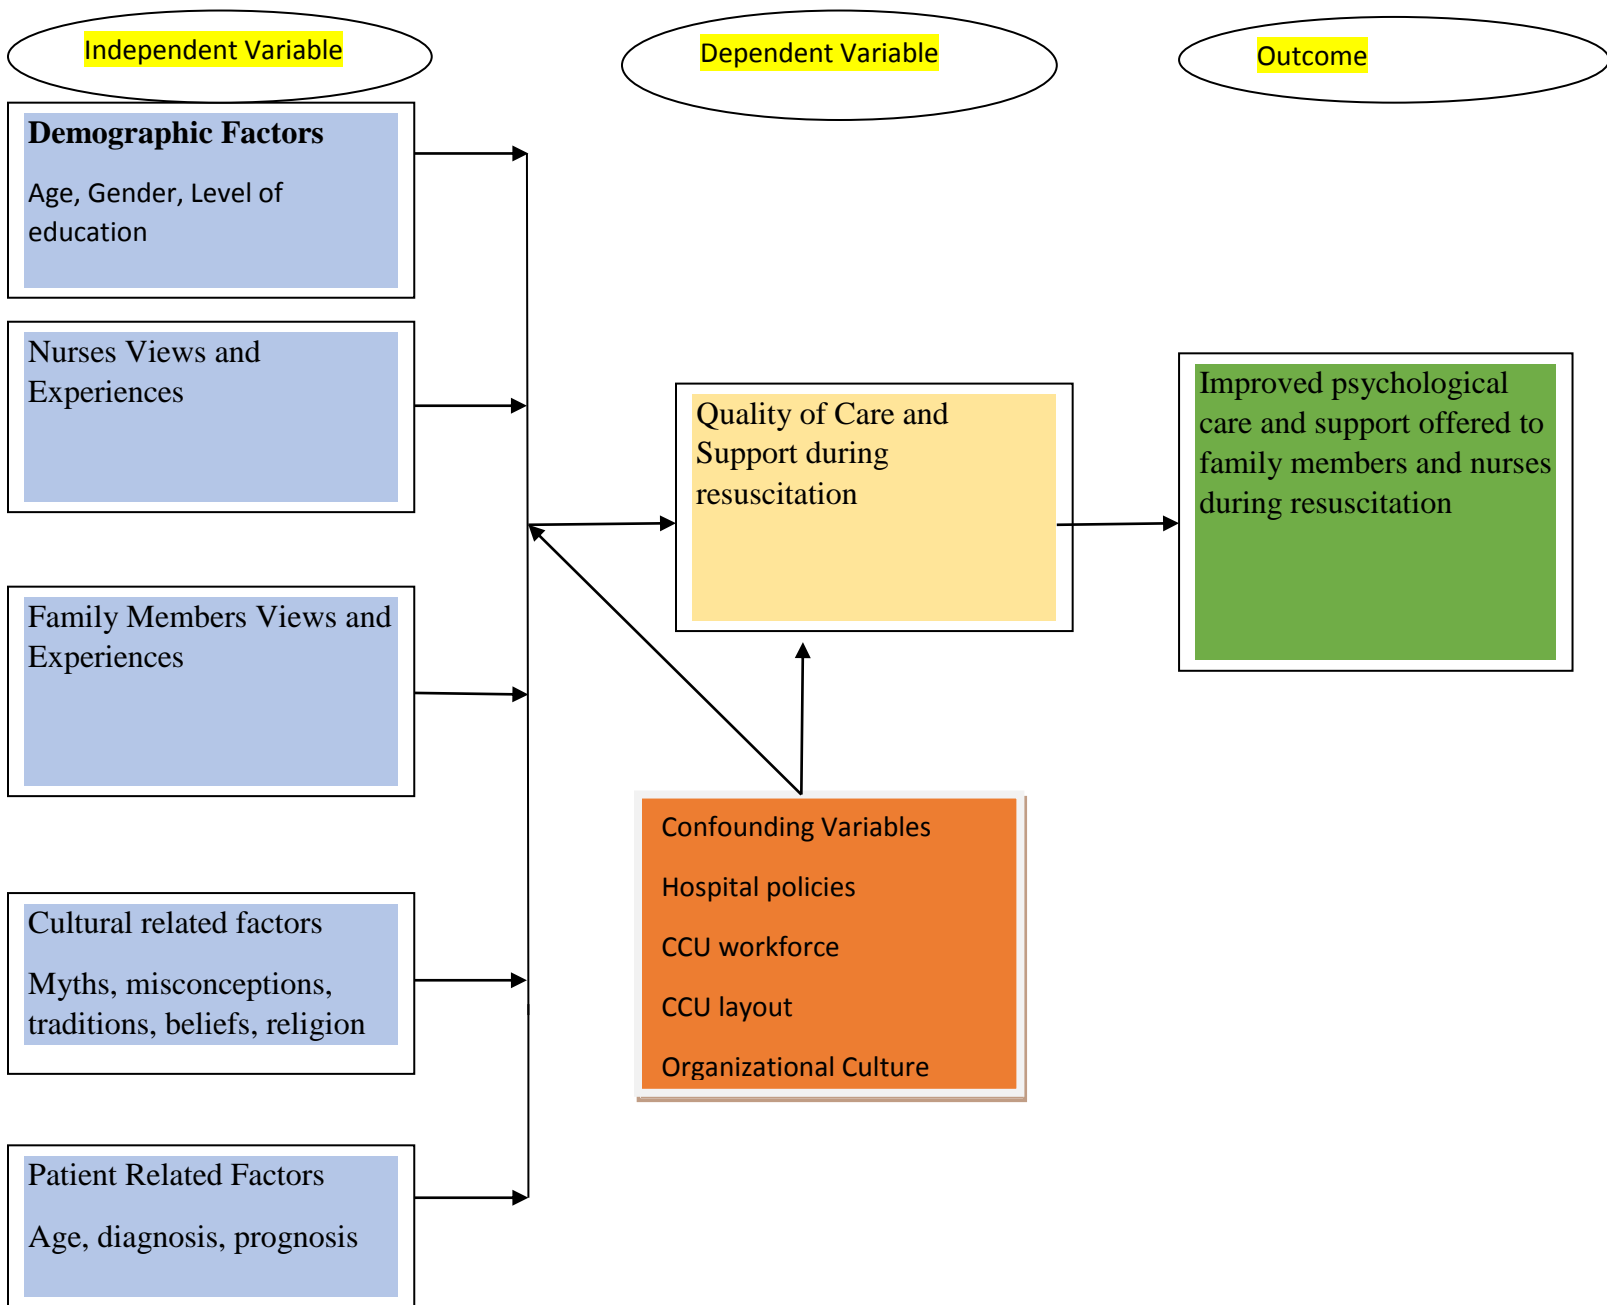 Independent Variable
Dependent Variable
Outcome
Demographic Factors
Age, Gender, Level of
education
Nurses Views and
Experiences
Family Members Views and
Experiences
Cultural related factors
Myths, misconceptions,
traditions, beliefs, religion
Patient Related Factors
Age, diagnosis, prognosis
Quality of Care and
Support during
resuscitation
Confounding Variables
Hospital policies
CCU workforce
CCU layout
Organizational Culture
Improved psychological
care and support offered to
family members and nurses
during resuscitation